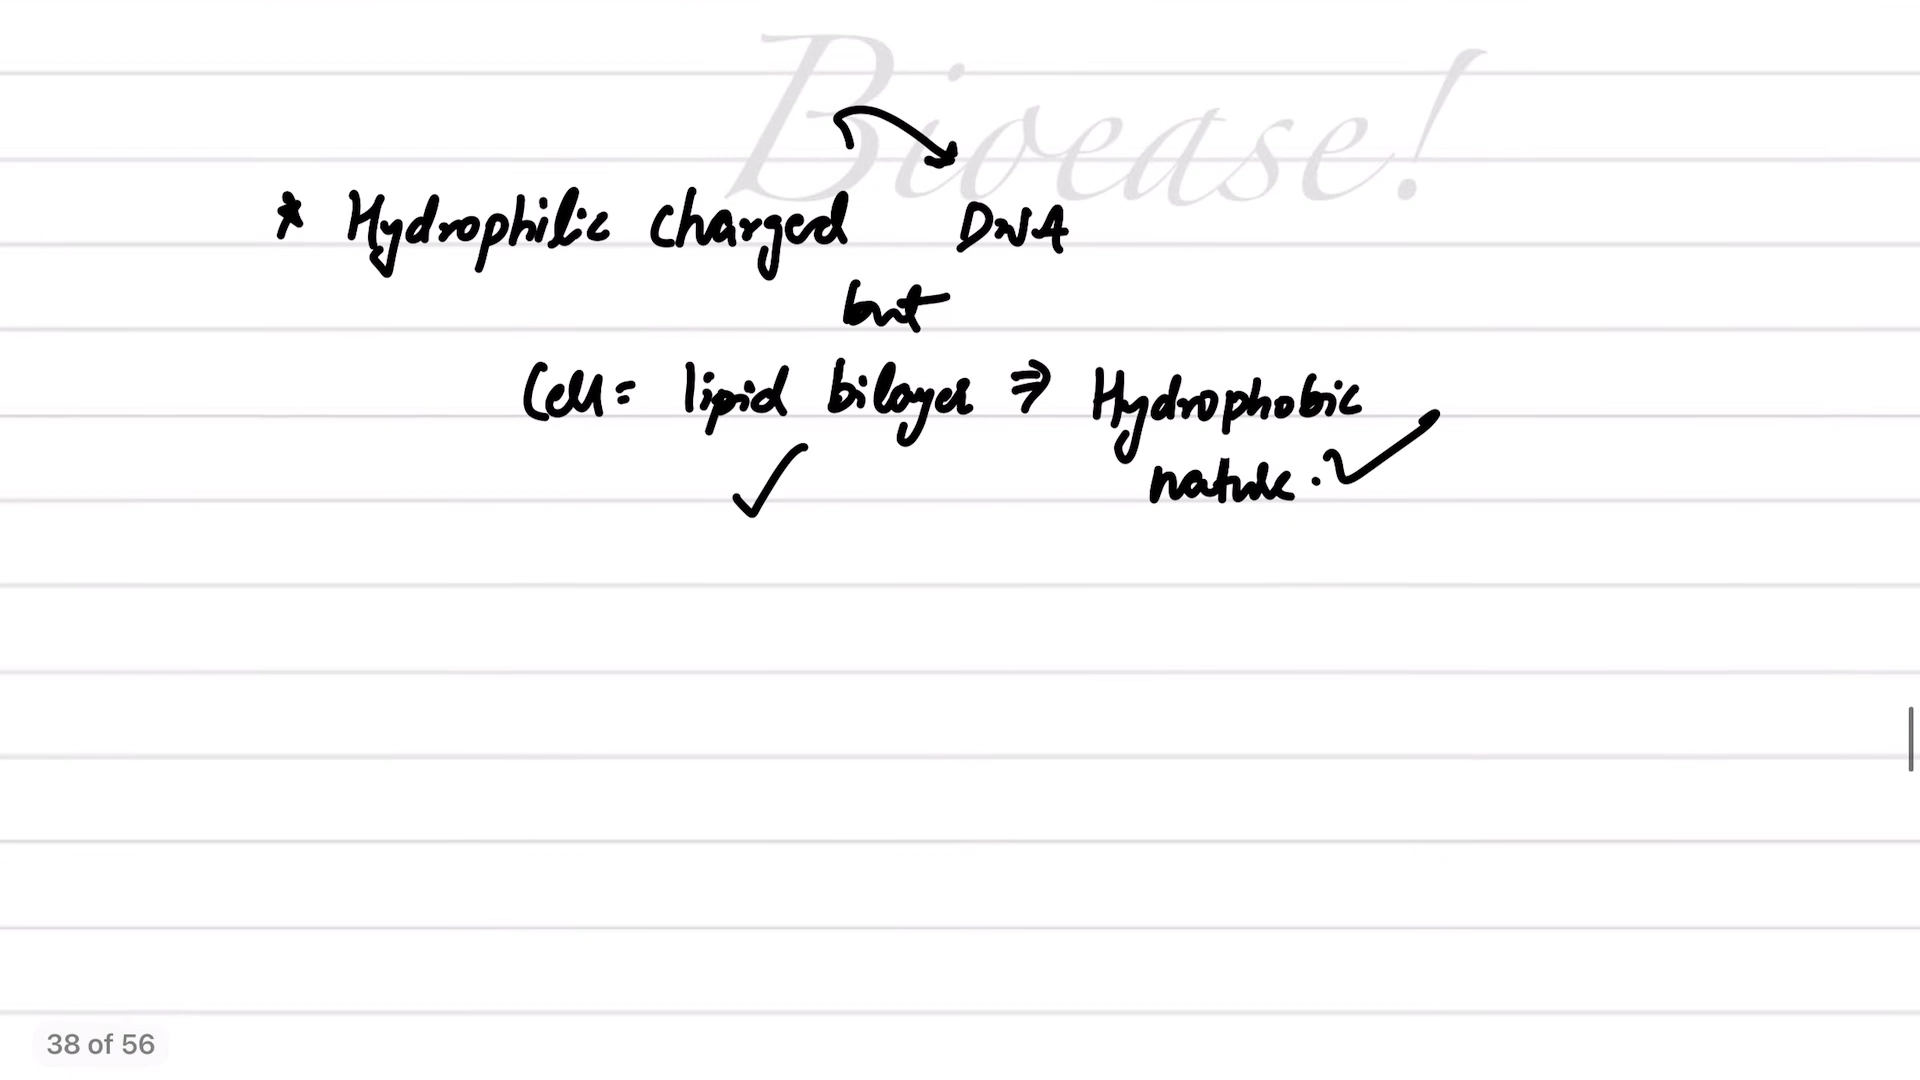 Bioease!
* Hydrophilic charged DNA
but
Cell = lipid bilayer ⇒ Hydrophobic
nature.
38 of 56